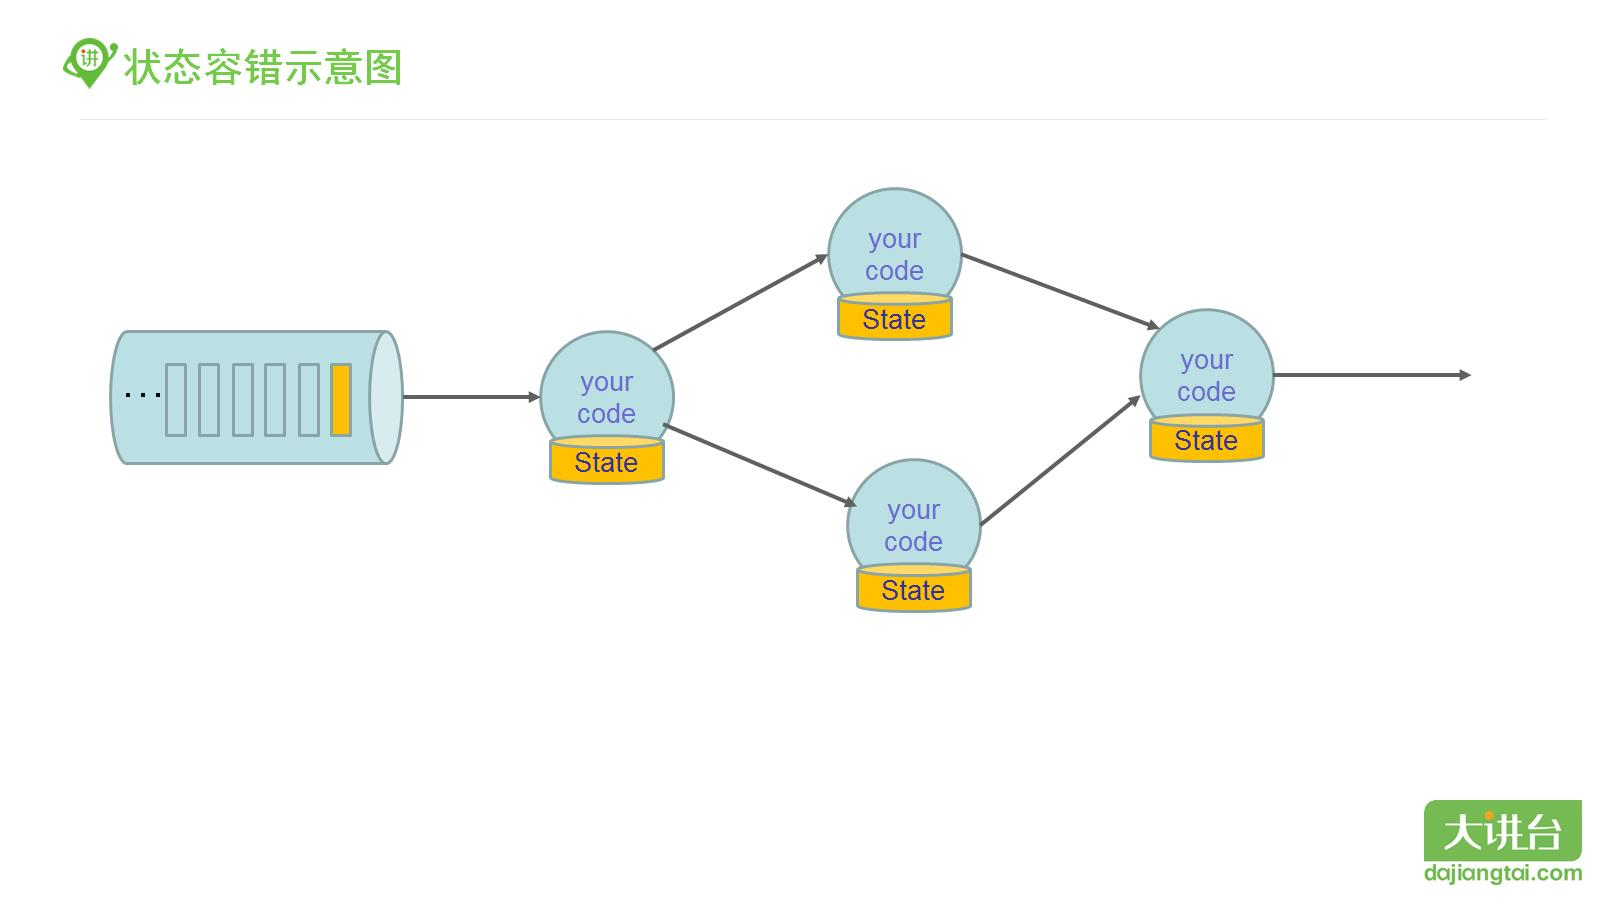 讲
状态容错示意图
your
code
State
...
your
code
State
your
code
State
your
code
State
大讲台
dajiangtai.com